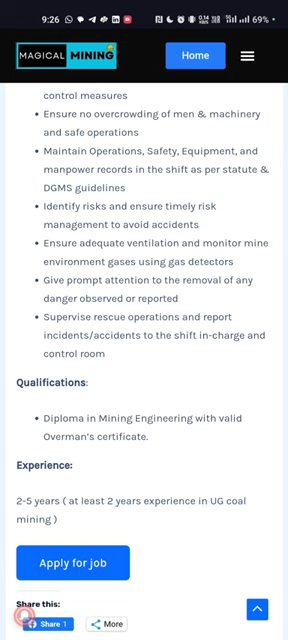 9:26
0.14
KB/S
69%
MAGICAL MINING
Home
control measures
• Ensure no overcrowding of men & machinery
and safe operations
• Maintain Operations, Safety, Equipment, and
manpower records in the shift as per statute &
DGMS guidelines
• Identify risks and ensure timely risk
management to avoid accidents
• Ensure adequate ventilation and monitor mine
environment gases using gas detectors
• Give prompt attention to the removal of any
danger observed or reported
• Supervise rescue operations and report
incidents/accidents to the shift in-charge and
control room
Qualifications:
• Diploma in Mining Engineering with valid
Overman's certificate.
Experience:
2-5 years ( at least 2 years experience in UG coal
mining )
Apply for job
Share this:
Share 1
More